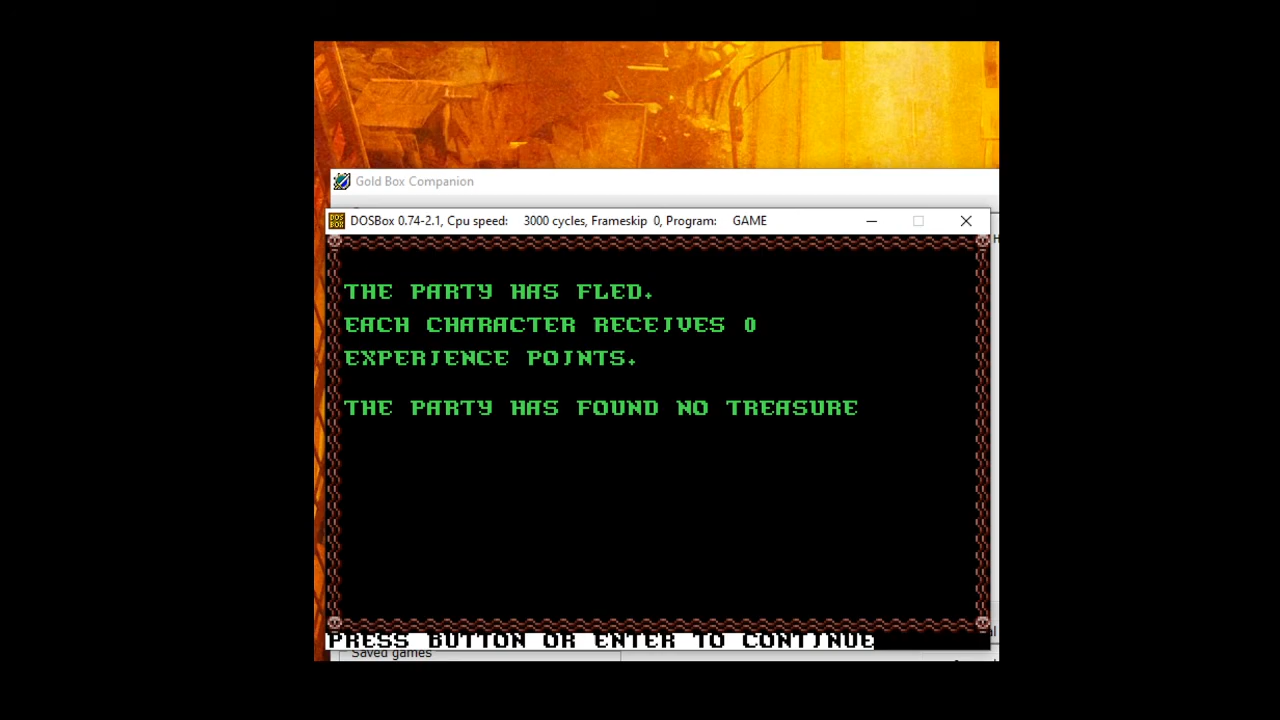 Gold Box Companion
DOSBox 0.74-2.1, Cpu speed: 3000 cycles, Frameskip 0, Program: GAME
THE PARTY HAS FLED.
EACH CHARACTER RECEIVES 0
EXPERIENCE POINTS.
THE PARTY HAS FOUND NO TREASURE
PRESS BUTTON OR ENTER TO CONTINUE
Saved games